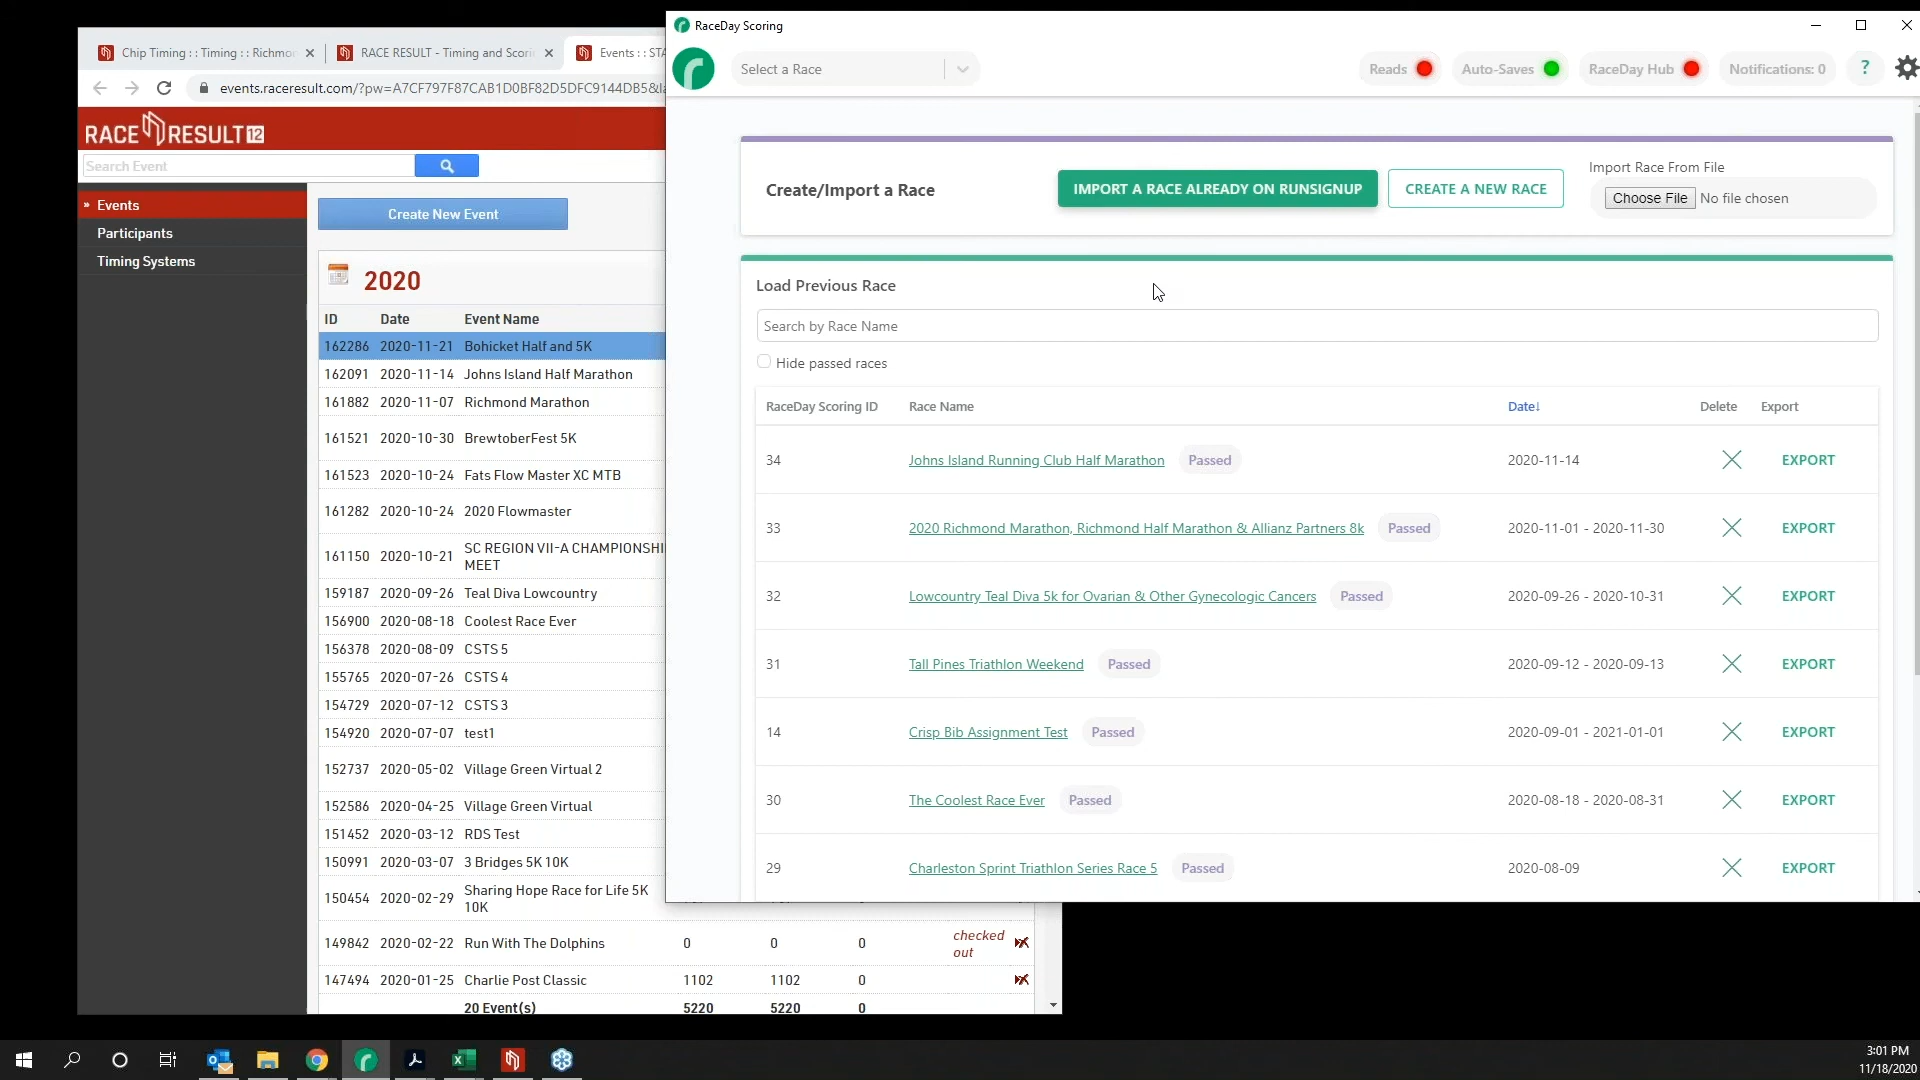 Chip Timing : : Timing : : Richmo
RACE RESULT - Timing and Scori
Events : : STA
events.raceresult.com/?pw=A7CF797F87CAB1D0BF82D5DFC9144DB5&la
RACE RESULT 12
Search Event
Events
Participants
Timing Systems
Create New Event
2020
ID Date Event Name
162286 2020-11-21 Bohicket Half and 5K
162091 2020-11-14 Johns Island Half Marathon
161882 2020-11-07 Richmond Marathon
161521 2020-10-30 BrewtoberFest 5K
161523 2020-10-24 Fats Flow Master XC MTB
161282 2020-10-24 2020 Flowmaster
161150 2020-10-21 SC REGION VII-A CHAMPIONSHI
MEET
159187 2020-09-26 Teal Diva Lowcountry
156900 2020-08-18 Coolest Race Ever
156378 2020-08-09 CSTS 5
155765 2020-07-26 CSTS 4
154729 2020-07-12 CSTS 3
154920 2020-07-07 test1
152737 2020-05-02 Village Green Virtual 2
152586 2020-04-25 Village Green Virtual
151452 2020-03-12 RDS Test
150991 2020-03-07 3 Bridges 5K 10K
150454 2020-02-29 Sharing Hope Race for Life 5K
10K
149842 2020-02-22 Run With The Dolphins 0 0 0 checked
out
147494 2020-01-25 Charlie Post Classic 1102 1102 0
20 Event(s) 5220 5220 0
RaceDay Scoring
Select a Race
Reads
Auto-Saves
RaceDay Hub
Notifications: 0
?
Create/Import a Race
IMPORT A RACE ALREADY ON RUNSIGNUP
CREATE A NEW RACE
Import Race From File
Choose File No file chosen
Load Previous Race
Search by Race Name
Hide passed races
RaceDay Scoring ID Race Name Date↓ Delete Export
34 Johns Island Running Club Half Marathon Passed 2020-11-14 EXPORT
33 2020 Richmond Marathon, Richmond Half Marathon & Allianz Partners 8k Passed 2020-11-01 - 2020-11-30 EXPORT
32 Lowcountry Teal Diva 5k for Ovarian & Other Gynecologic Cancers Passed 2020-09-26 - 2020-10-31 EXPORT
31 Tall Pines Triathlon Weekend Passed 2020-09-12 - 2020-09-13 EXPORT
14 Crisp Bib Assignment Test Passed 2020-09-01 - 2021-01-01 EXPORT
30 The Coolest Race Ever Passed 2020-08-18 - 2020-08-31 EXPORT
29 Charleston Sprint Triathlon Series Race 5 Passed 2020-08-09 EXPORT
3:01 PM
11/18/2020